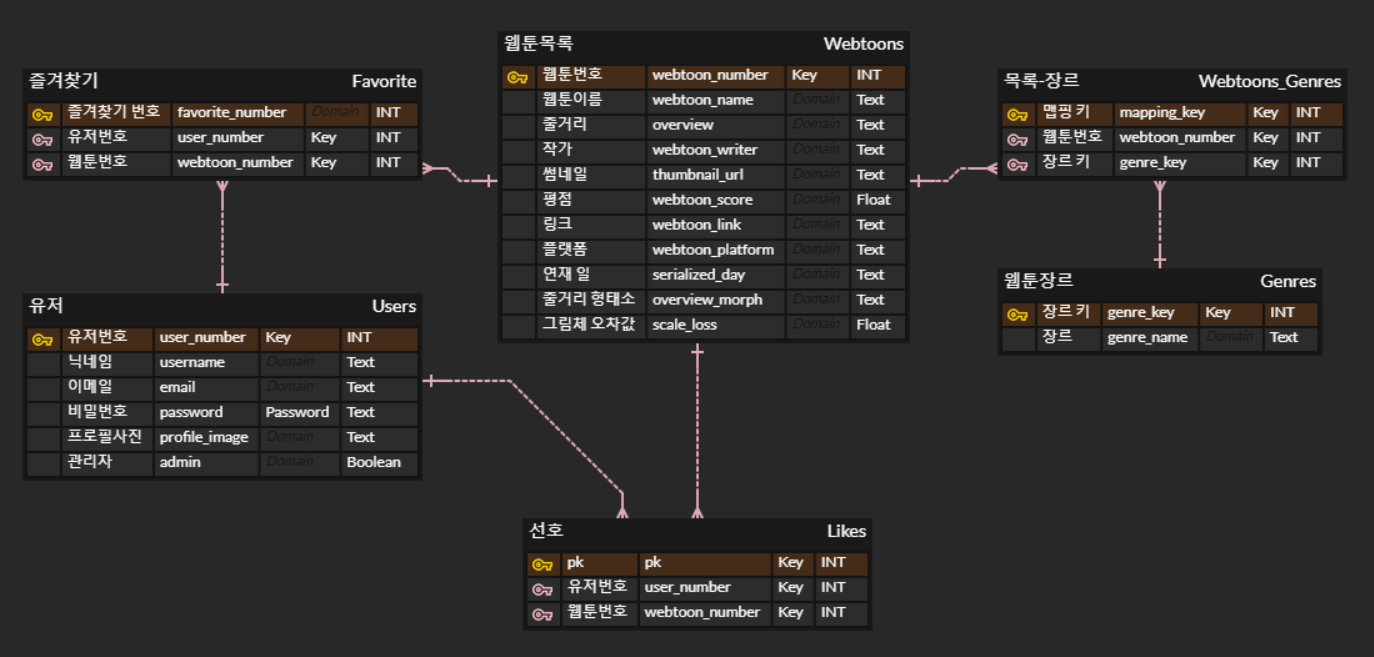 즐겨찾기 Favorite
즐겨찾기 번호 favorite_number Domain INT
유저번호 user_number Key INT
웹툰번호 webtoon_number Key INT
웹툰목록 Webtoons
웹툰번호 webtoon_number Key INT
웹툰이름 webtoon_name Domain Text
줄거리 overview Domain Text
작가 webtoon_writer Domain Text
썸네일 thumbnail_url Domain Text
평점 webtoon_score Domain Float
링크 webtoon_link Domain Text
플랫폼 webtoon_platform Domain Text
연재 일 serialized_day Domain Text
줄거리 형태소 overview_morph Domain Text
그림체 오차값 scale_loss Domain Float
목록-장르 Webtoons_Genres
맵핑 키 mapping_key Key INT
웹툰번호 webtoon_number Key INT
장르 키 genre_key Key INT
유저 Users
유저번호 user_number Key INT
닉네임 username Domain Text
이메일 email Domain Text
비밀번호 password Password Text
프로필사진 profile_image Domain Text
관리자 admin Domain Boolean
웹툰장르 Genres
장르 키 genre_key Key INT
장르 genre_name Domain Text
선호 Likes
pk pk Key INT
유저번호 user_number Key INT
웹툰번호 webtoon_number Key INT